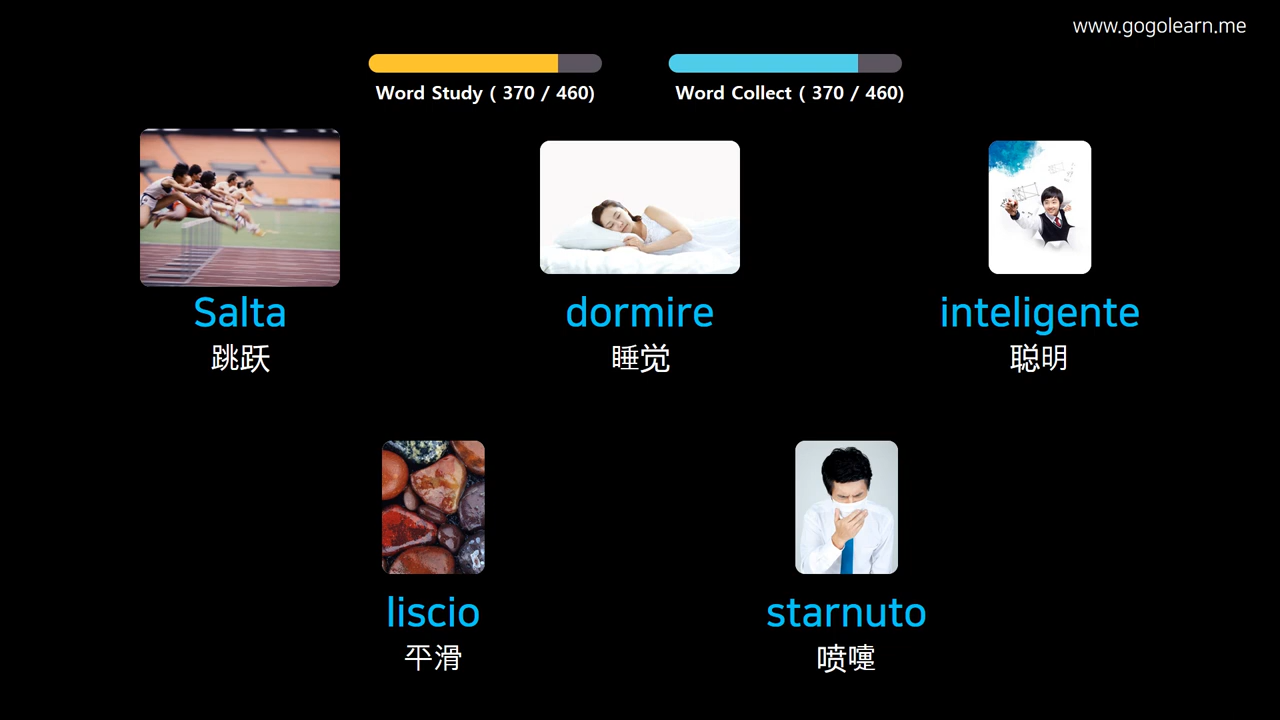 www.gogolearn.me
Word Study ( 370 / 460)
Word Collect ( 370 / 460)
Salta
dormire
inteligente
跳跃
睡觉
聪明
liscio
starnuto
平滑
喷嚏